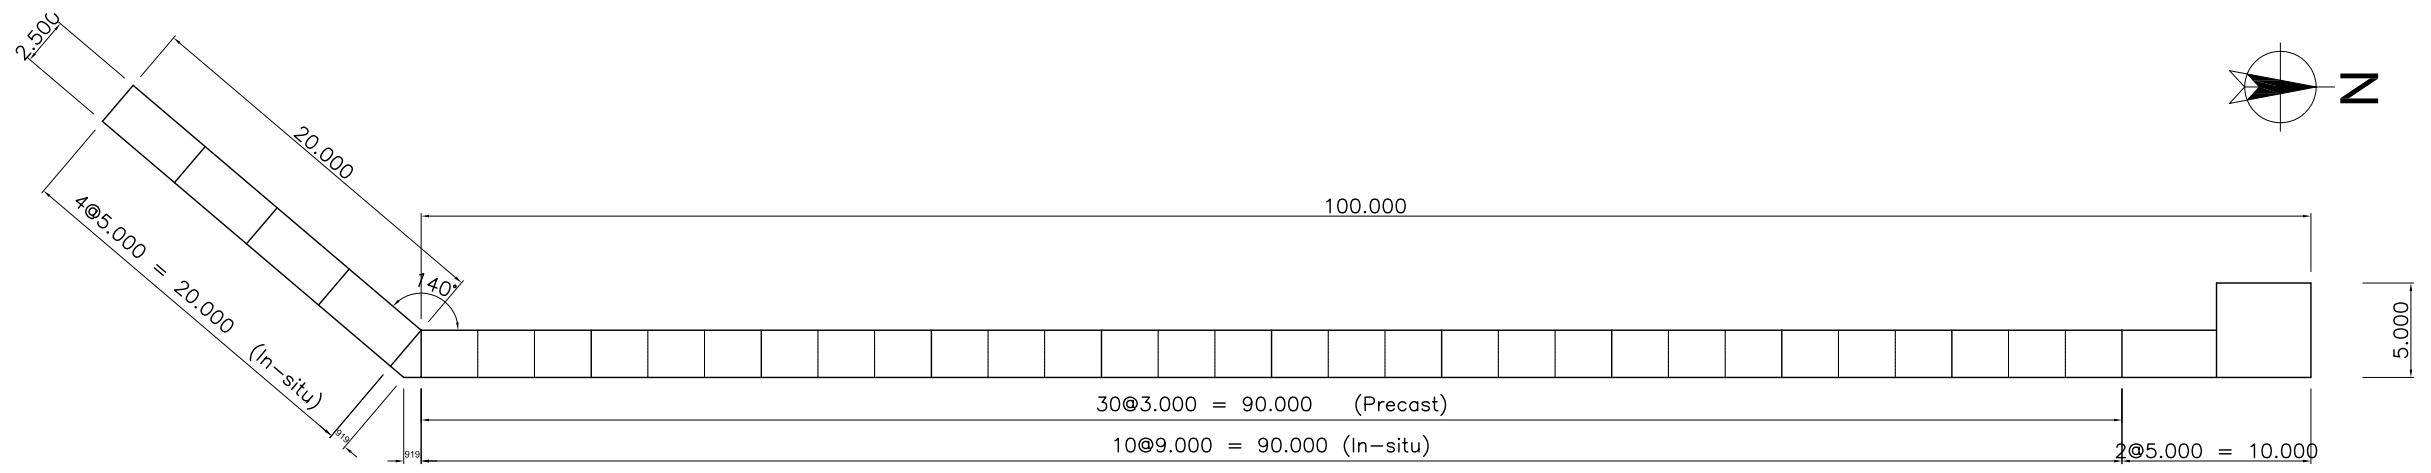 2.500
20.000
N
4@5.000 = 20.000 (In-situ)
100.000
140°
5.000
919
30@3.000 = 90.000 (Precast)
919
10@9.000 = 90.000 (In-situ)
2@5.000 = 10.000